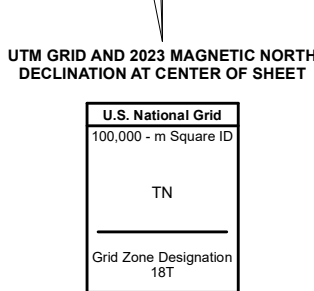 UTM GRID AND 2023 MAGNETIC NORTH
DECLINATION AT CENTER OF SHEET
U.S. National Grid
100,000 - m Square ID
TN
Grid Zone Designation
18T